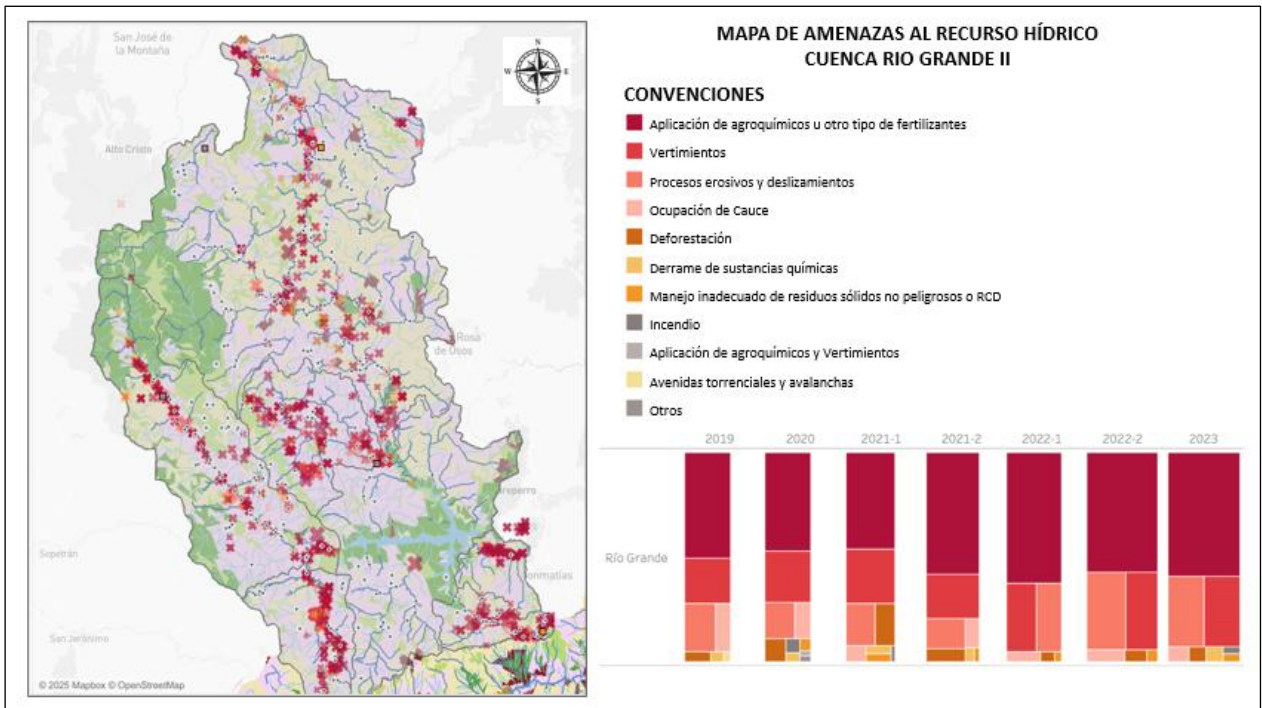 San José de
la Montaña
N
W
E
S
Alto Cristo
Rosa
de Osos
Sopetrán
onmatías
San Jerónimo
© 2025 Mapbox © OpenStreetMap
MAPA DE AMENAZAS AL RECURSO HÍDRICO
CUENCA RIO GRANDE II
CONVENCIONES
Aplicación de agroquímicos u otro tipo de fertilizantes
Vertimientos
Procesos erosivos y deslizamientos
Ocupación de Cauce
Deforestación
Derrame de sustancias químicas
Manejo inadecuado de residuos sólidos no peligrosos o RCD
Incendio
Aplicación de agroquímicos y Vertimientos
Avenidas torrenciales y avalanchas
Otros
2019 2020 2021-1 2021-2 2022-1 2022-2 2023
Río Grande